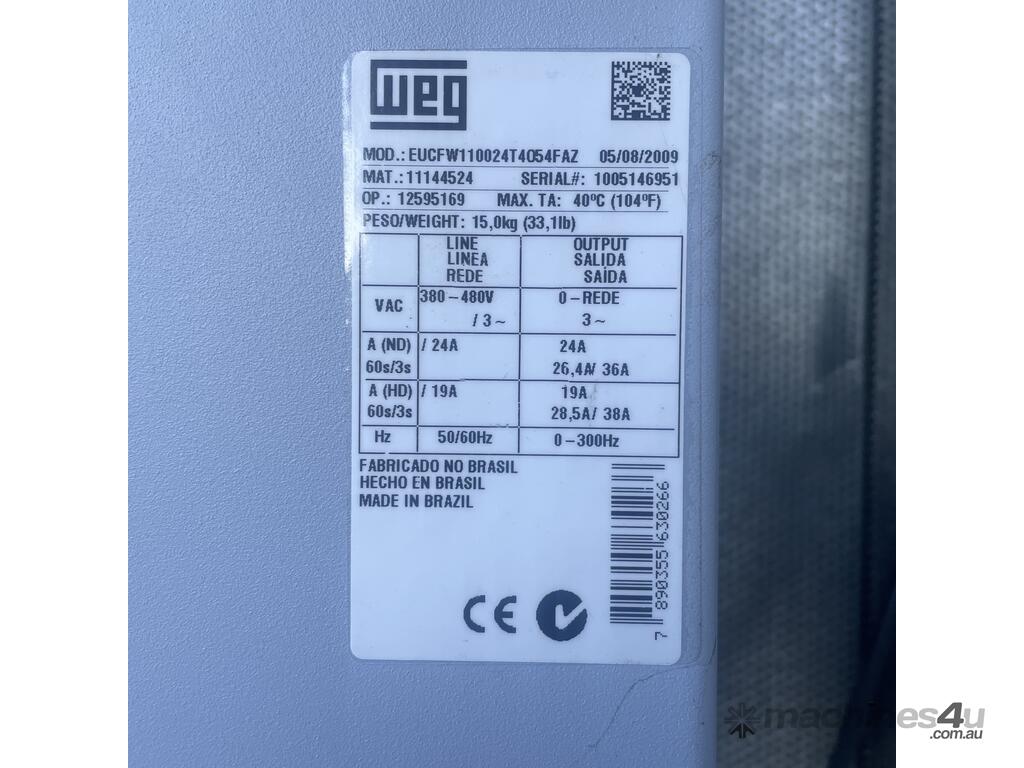 weg
MOD.: EUCFW110024T4O54FAZ 05/08/2009
MAT.:11144524 SERIAL#: 1005146951
OP.: 12595169 MAX. TA: 40ºC (104ºF)
PESO/WEIGHT: 15,0kg (33,1lb)
LINE OUTPUT
LINEA SALIDA
REDE SAÍDA
VAC 380-480V 0-REDE
/ 3~ 3~
A (ND) / 24A 24A
60s/3s 26,4A/ 36A
A (HD) / 19A 19A
60s/3s 28,5A/ 38A
Hz 50/60Hz 0-300Hz
FABRICADO NO BRASIL
HECHO EN BRASIL
MADE IN BRAZIL
7 890355 630266
CE
machines4u
.com.au